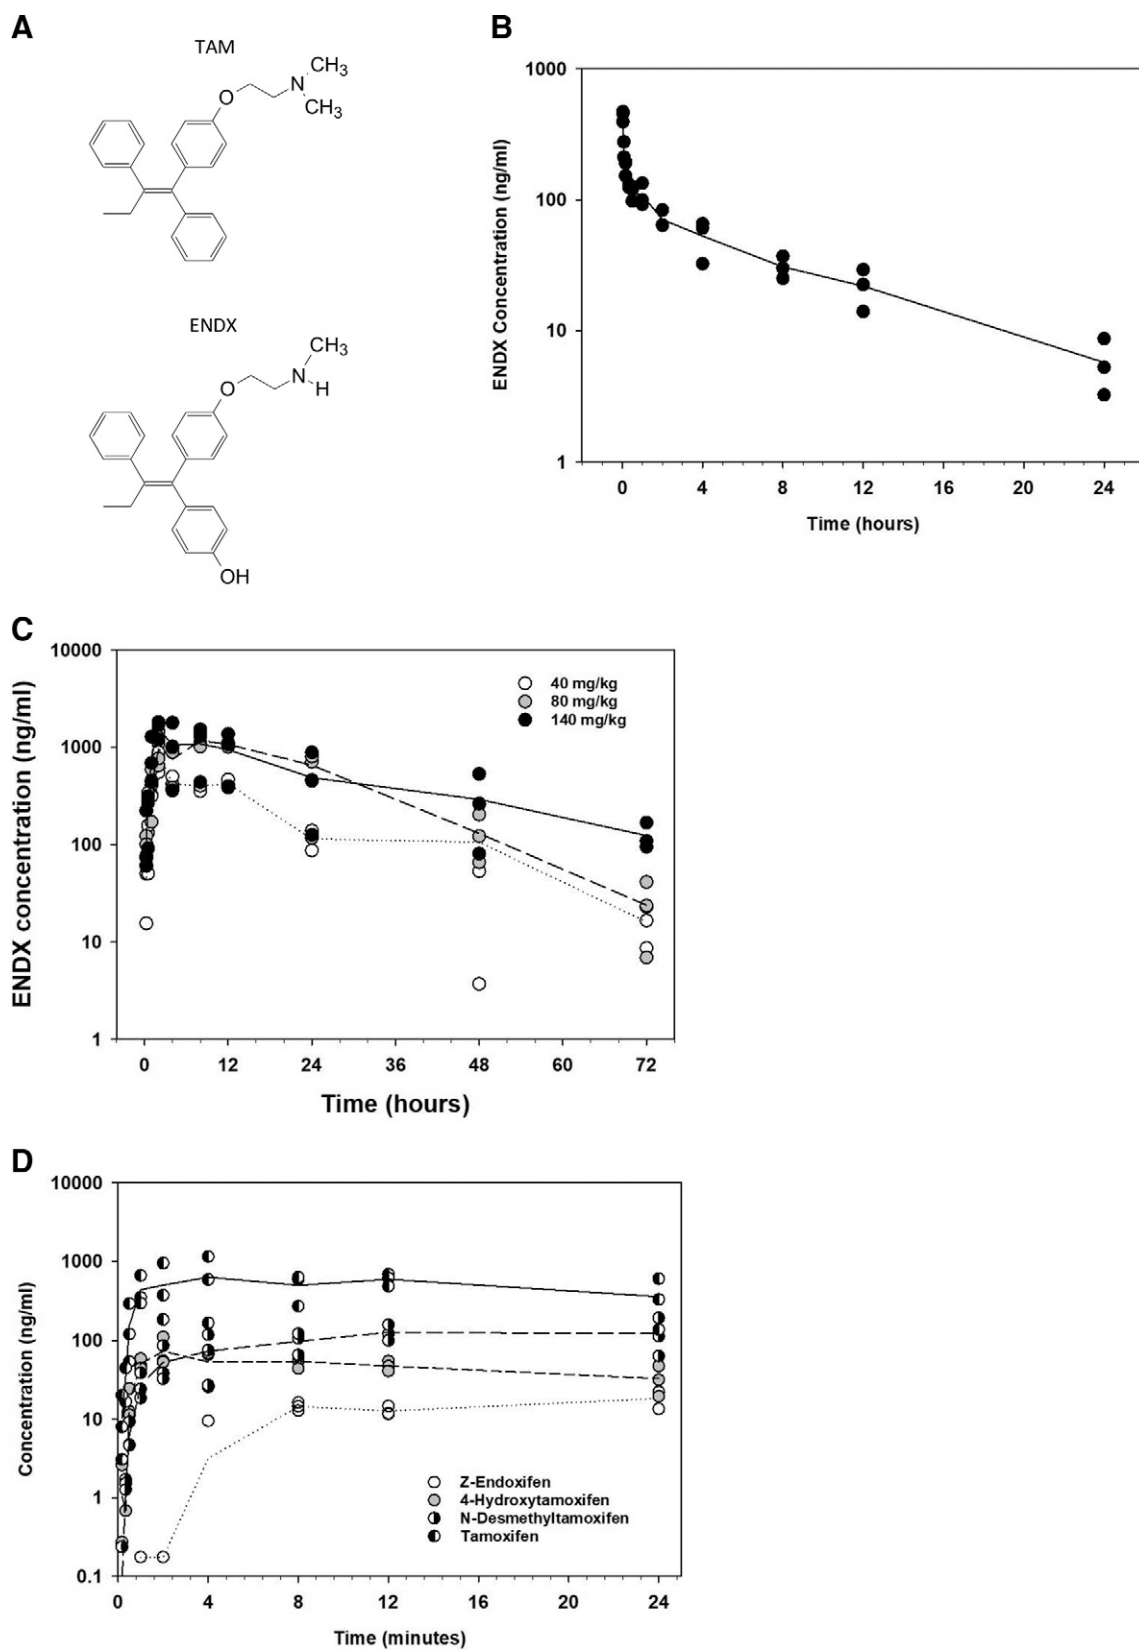 A
TAM
O
N
CH3
CH3
ENDX
O
N
H
CH3
OH
B
ENDX Concentration (ng/ml)
1000
100
10
1
0 4 8 12 16 20 24
Time (hours)
C
ENDX concentration (ng/ml)
10000
1000
100
10
1
40 mg/kg
80 mg/kg
140 mg/kg
0 12 24 36 48 60 72
Time (hours)
D
Concentration (ng/ml)
10000
1000
100
10
1
0.1
Z-Endoxifen
4-Hydroxytamoxifen
N-Desmethyltamoxifen
Tamoxifen
0 4 8 12 16 20 24
Time (minutes)